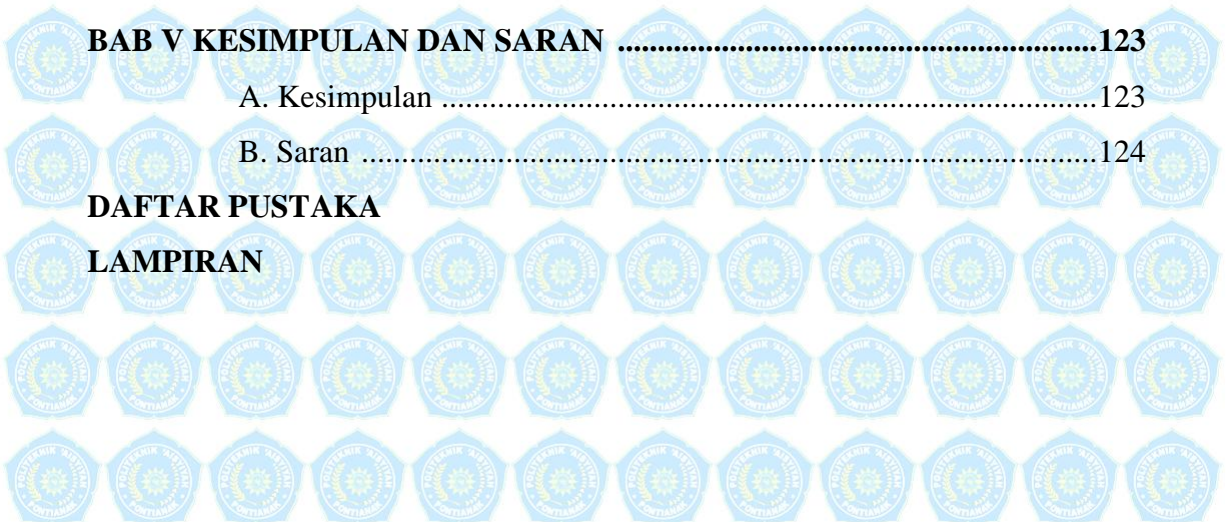 BAB V KESIMPULAN DAN SARAN ............................................................123
A. Kesimpulan ...................................................................................123
B. Saran .............................................................................................124
DAFTAR PUSTAKA
LAMPIRAN